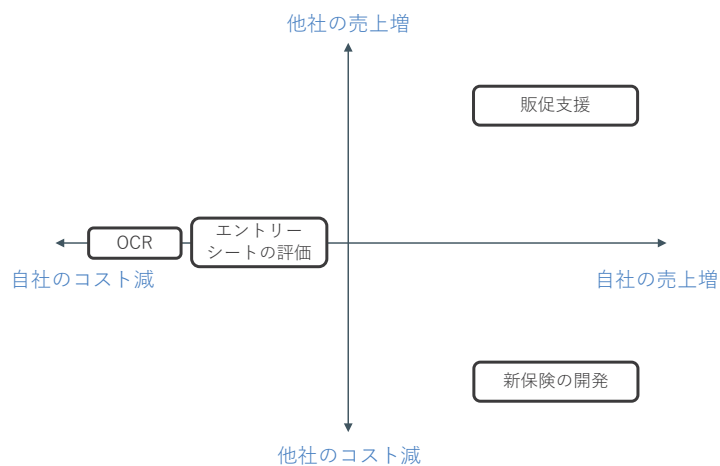 他社の売上増
販促支援
OCR
エントリー
シートの評価
自社のコスト減
自社の売上増
新保険の開発
他社のコスト減